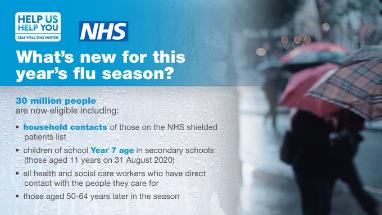 HELP US
HELP YOU
STAY WELL THIS WINTER
NHS
What's new for this
year's flu season?
30 million people
are now eligible including:
• household contacts of those on the NHS shielded
patients list
• children of school Year 7 age in secondary schools
(those aged 11 years on 31 August 2020)
• all health and social care workers who have direct
contact with the people they care for
• those aged 50-64 years later in the season